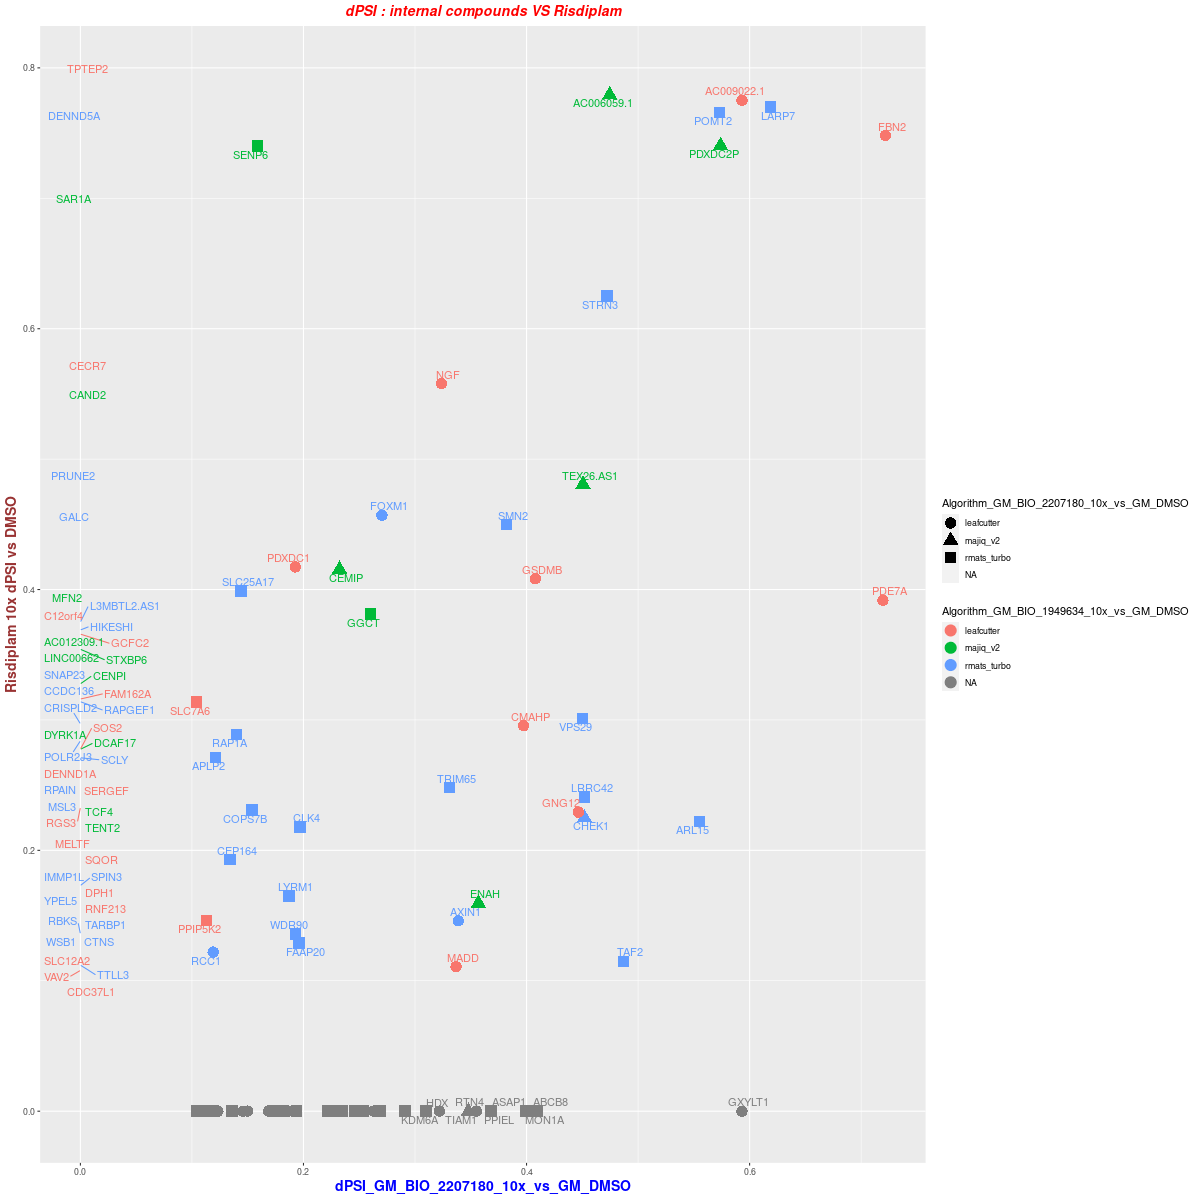 dPSI : internal compounds VS Risdiplam
0.8
TPTEP2
AC009022.1
AC006059.1
DENND5A
POMT2
LARP7
FBN2
SENP6
PDXDC2P
SAR1A
STRN3
0.6
CECR7
NGF
CAND2
PRUNE2
TEX26.AS1
GALC
FOXM1
SMN2
PDXDC1
GSDMB
SLC25A17
CEMIP
PDE7A
0.4
MFN2
L3MBTL2.AS1
C12orf4
HIKESHI
GGCT
AC012309.1
GCFC2
LINC00662
STXBP6
SNAP23
CENPI
CCDC136
FAM162A
CRISPLD2
RAPGEF1
SLC7A6
CMAHP
VPS29
SOS2
DYRK1A
DCAF17
RAPTA
POLR2J3
SCLY
APLP2
DENND1A
TRIM65
RPAIN
SERGEF
LRRC42
MSL3
TCF4
GNG12
RGS3
TENT2
COPS7B
CLK4
CHEK1
ARL15
MELTF
CEP164
0.2
SQOR
IMMP1L
SPIN3
LYRM1
YPEL5
DPH1
ENAH
RNF213
AXIN1
RBKS
TARBP1
PPIP5K2
WDR90
WSB1
CTNS
FAAP20
SLC12A2
RCC1
MADD
TAF2
VAV2
TTLL3
CDC37L1
HDX
RTN4
ASAP1
ABCB8
GXYLT1
0.0
KDM6A
TIAM1
PPIEL
MON1A
0.0
0.2
0.4
0.6
dPSI_GM_BIO_2207180_10x_vs_GM_DMSO
Risdiplam 10x dPSI vs DMSO
Algorithm_GM_BIO_2207180_10x_vs_GM_DMSO
leafcutter
majiq_v2
rmats_turbo
NA
Algorithm_GM_BIO_1949634_10x_vs_GM_DMSO
leafcutter
majiq_v2
rmats_turbo
NA